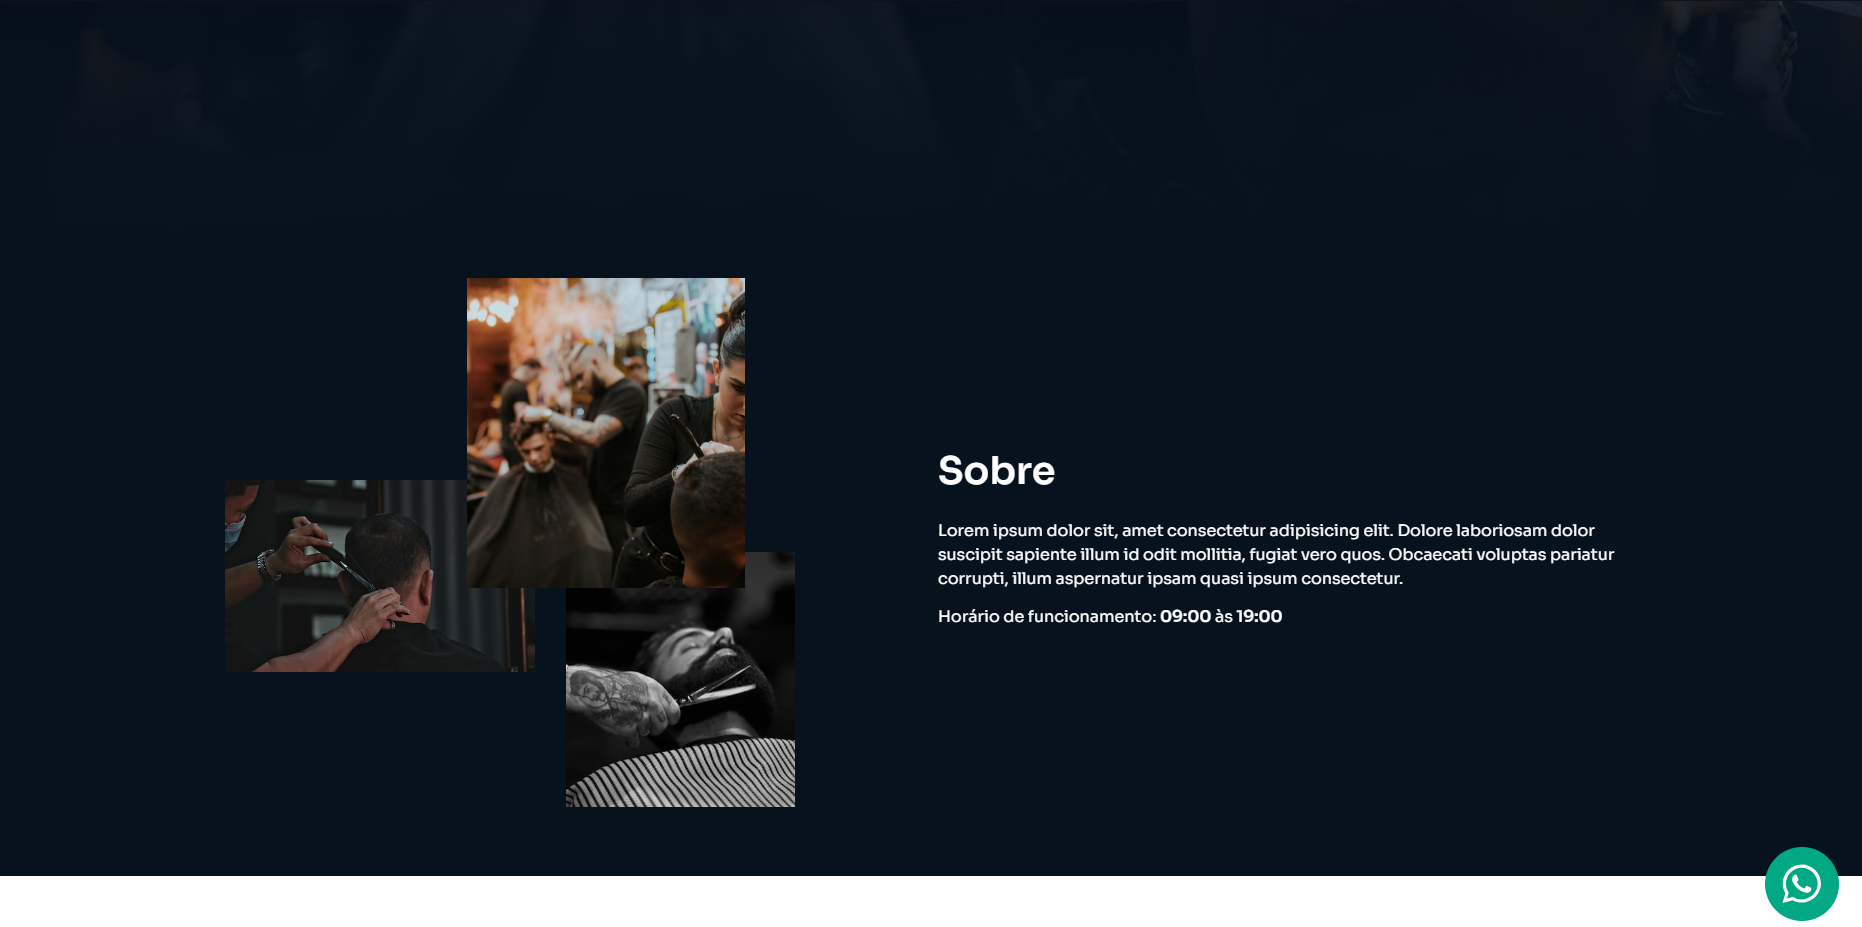 Sobre
Lorem ipsum dolor sit, amet consectetur adipisicing elit. Dolore laboriosam dolor
suscipit sapiente illum id odit mollitia, fugiat vero quos. Obcaecati voluptas pariatur
corrupti, illum aspernatur ipsam quasi ipsum consectetur.
Horário de funcionamento: 09:00 às 19:00